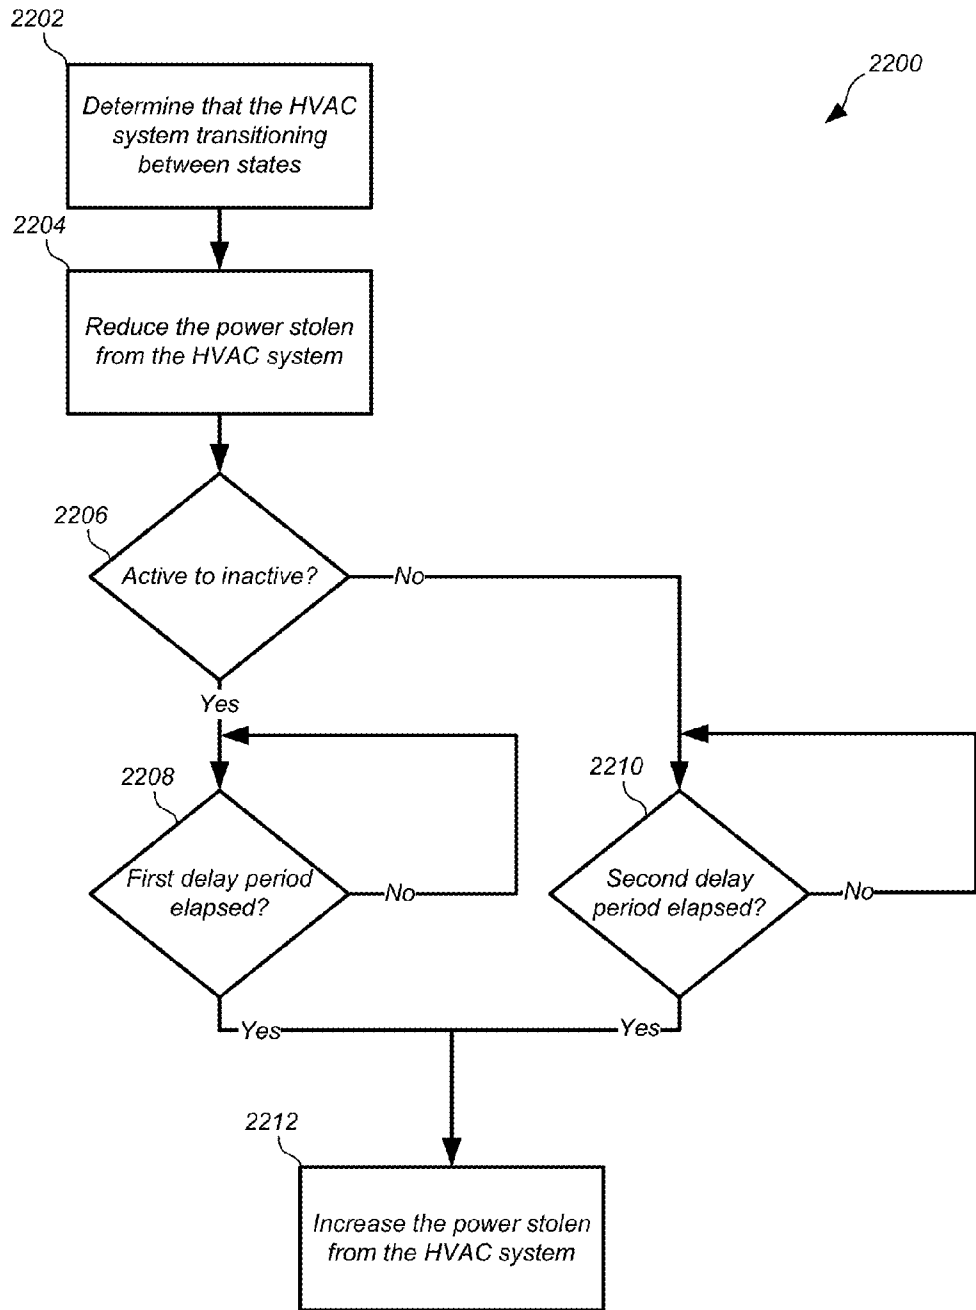 2202
2200
Determine that the HVAC
system transitioning
between states
2204
Reduce the power stolen
from the HVAC system
2206
Active to inactive?
No
Yes
2208
2210
First delay period
elapsed?
No
Second delay
period elapsed?
No
Yes
Yes
2212
Increase the power stolen
from the HVAC system